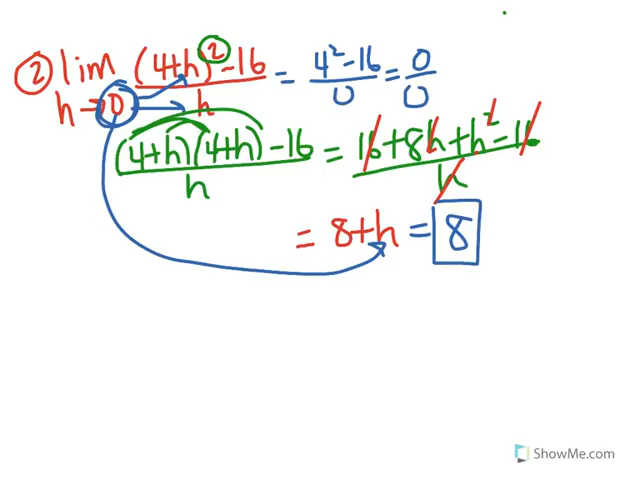 ② lim (4+h)² - 16 / h = 4² - 16 / 0 = 0 / 0
h → 0
(4+h)(4+h) - 16 / h = 16 + 8h + h² - 16 / h
= 8 + h = 8
ShowMe.com